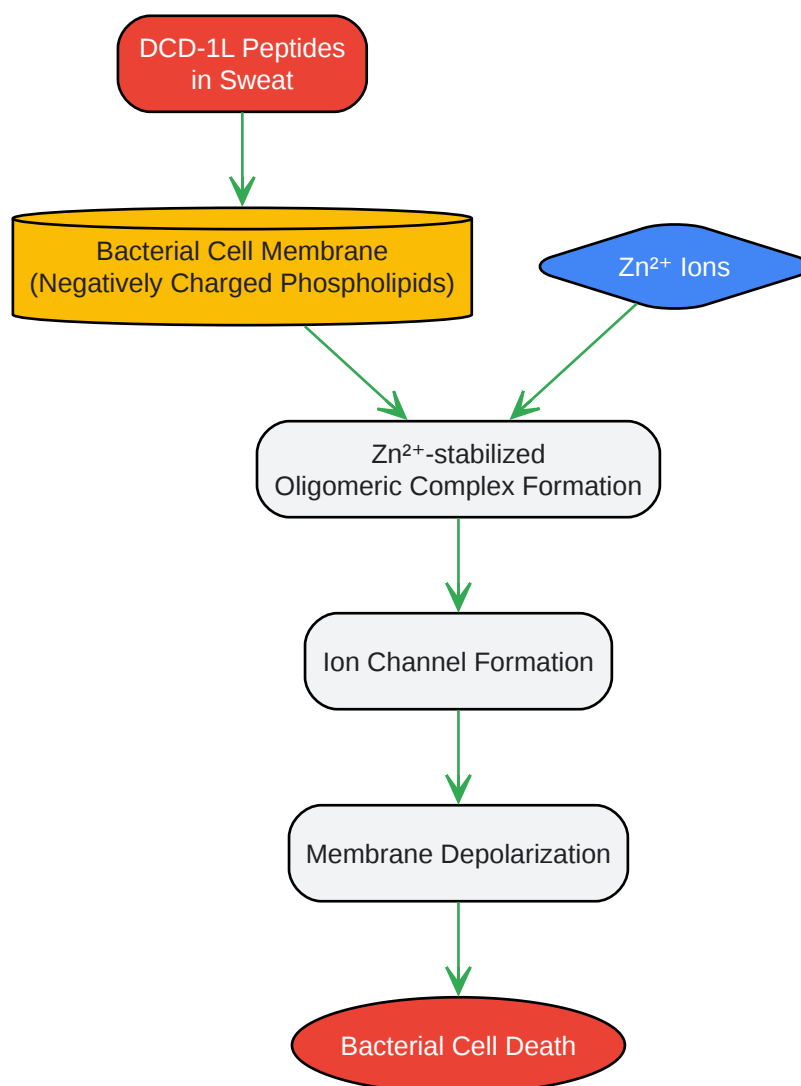 DCD-1L Peptides
in Sweat
Bacterial Cell Membrane
(Negatively Charged Phospholipids)
Zn²⁺ Ions
Zn²⁺-stabilized
Oligomeric Complex Formation
Ion Channel Formation
Membrane Depolarization
Bacterial Cell Death